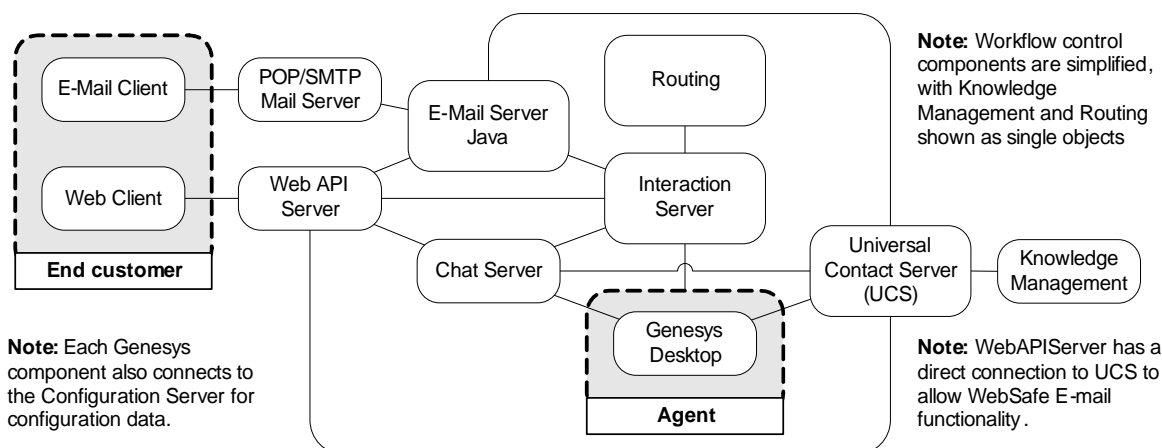 E-Mail Client
POP/SMTP
Mail Server
E-Mail Server
Java
Routing
Note: Workflow control
components are simplified,
with Knowledge
Management and Routing
shown as single objects
Web Client
Web API
Server
Interaction
Server
End customer
Chat Server
Universal
Contact Server
(UCS)
Knowledge
Management
Genesys
Desktop
Agent
Note: Each Genesys
component also connects to
the Configuration Server for
configuration data.
Note: WebAPIServer has a
direct connection to UCS to
allow WebSafe E-mail
functionality.